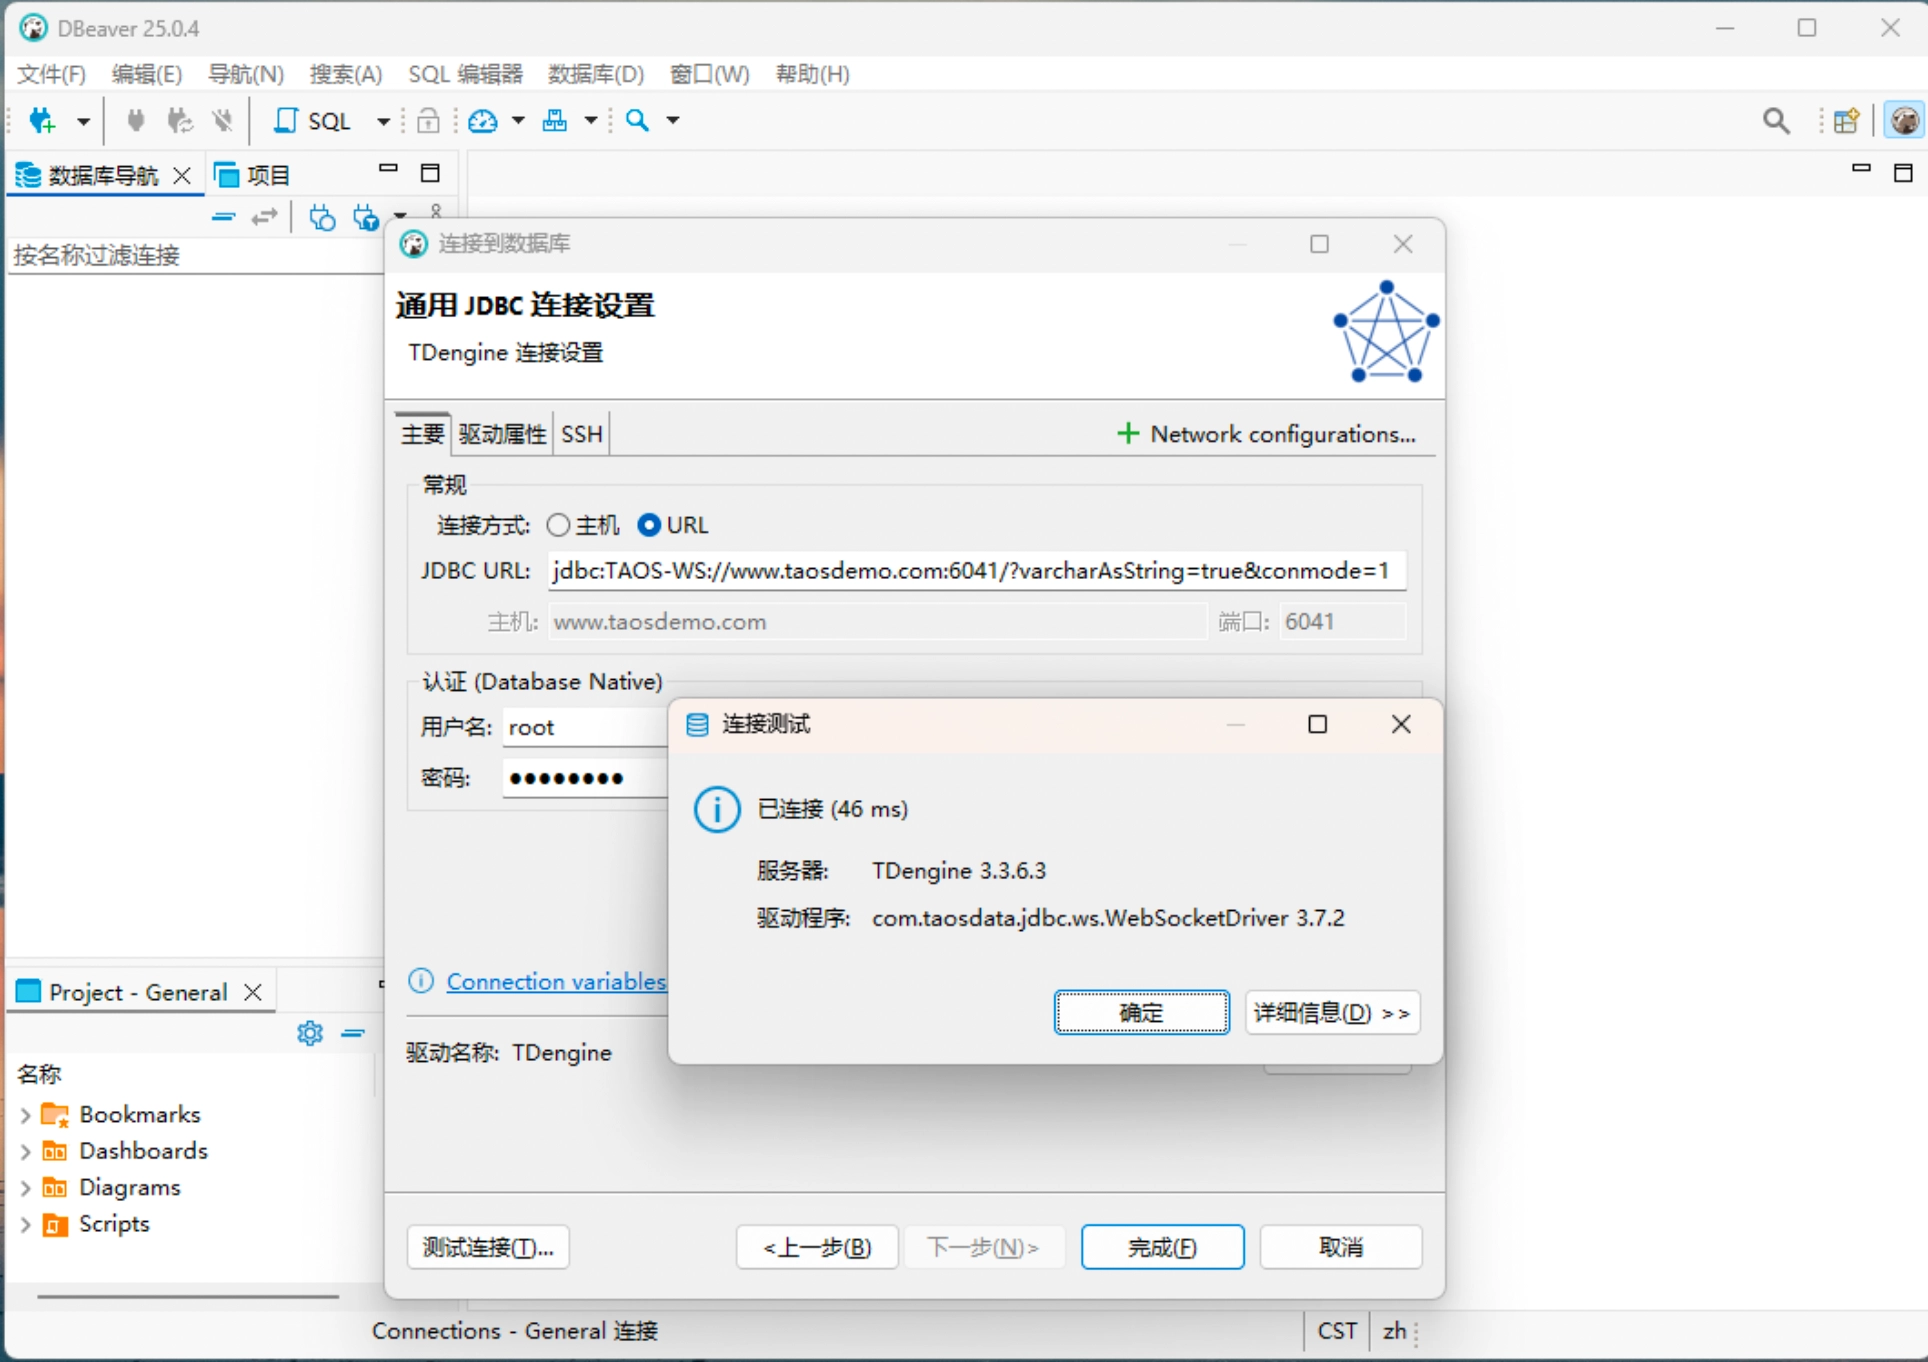 DBeaver 25.0.4
文件(F) 编辑(E) 导航(N) 搜索(A) SQL 编辑器 数据库(D) 窗口(W) 帮助(H)
SQL
数据库导航 项目
按名称过滤连接
连接到数据库
通用 JDBC 连接设置
TDengine 连接设置
主要 驱动属性 SSH Network configurations...
常规
连接方式: 主机 URL
JDBC URL: jdbc:TAOS-WS://www.taosdemo.com:6041/?varcharAsString=true&conmode=1
主机: www.taosdemo.com 端口: 6041
认证 (Database Native)
用户名: root
密码: ●●●●●●●●
连接测试
已连接 (46 ms)
服务器: TDengine 3.3.6.3
驱动程序: com.taosdata.jdbc.ws.WebSocketDriver 3.7.2
确定 详细信息(D) >>
Connection variables
驱动名称: TDengine
测试连接(T)... <上一步(B) 下一步(N)> 完成(F) 取消
Project - General
名称
Bookmarks
Dashboards
Diagrams
Scripts
Connections - General 连接 CST zh